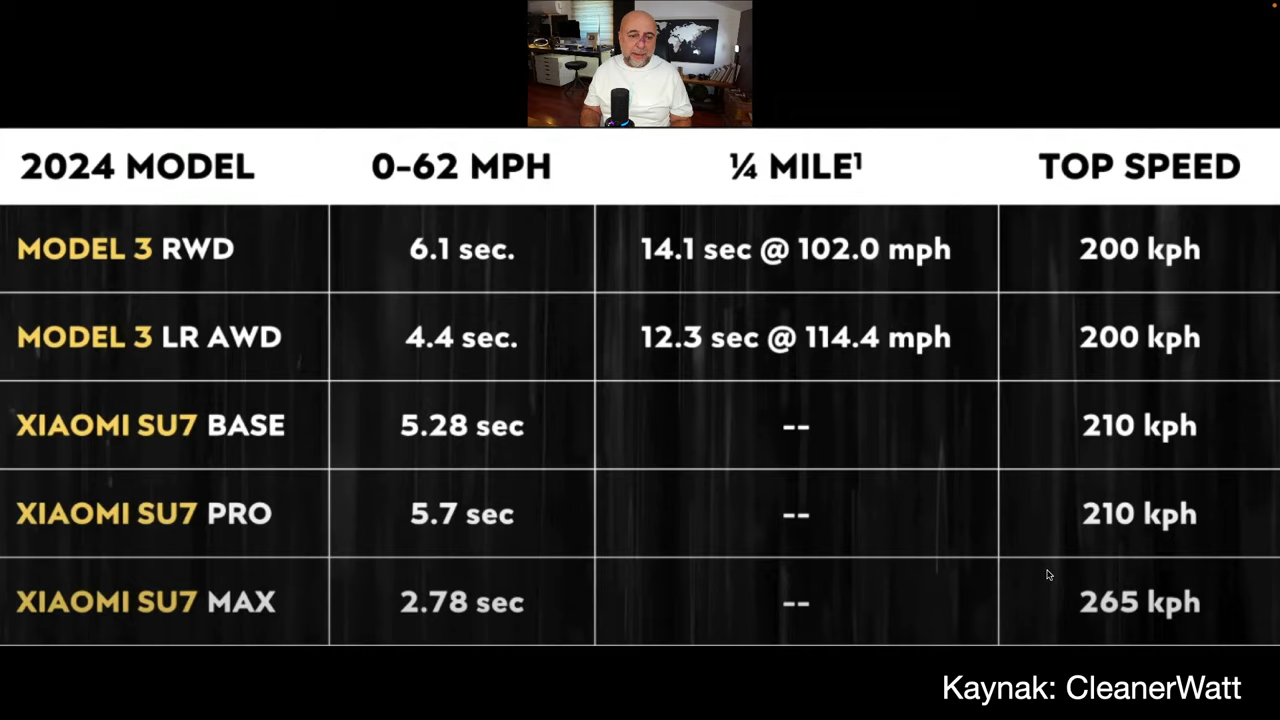 2024 MODEL 0-62 MPH ¼ MILE¹ TOP SPEED
MODEL 3 RWD 6.1 sec. 14.1 sec @ 102.0 mph 200 kph
MODEL 3 LR AWD 4.4 sec. 12.3 sec @ 114.4 mph 200 kph
XIAOMI SU7 BASE 5.28 sec -- 210 kph
XIAOMI SU7 PRO 5.7 sec -- 210 kph
XIAOMI SU7 MAX 2.78 sec -- 265 kph
Kaynak: CleanerWatt